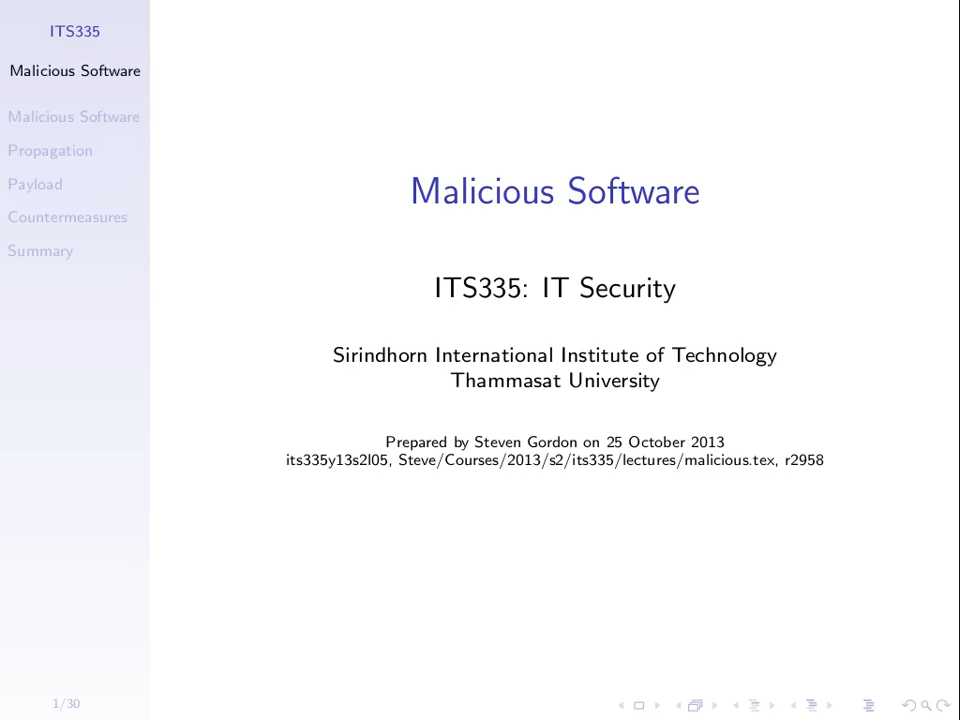 ITS335
Malicious Software
Malicious Software
Propagation
Payload
Countermeasures
Summary
Malicious Software
ITS335: IT Security
Sirindhorn International Institute of Technology
Thammasat University
Prepared by Steven Gordon on 25 October 2013
its335y13s2l05, Steve/Courses/2013/s2/its335/lectures/malicious.tex, r2958
1/30